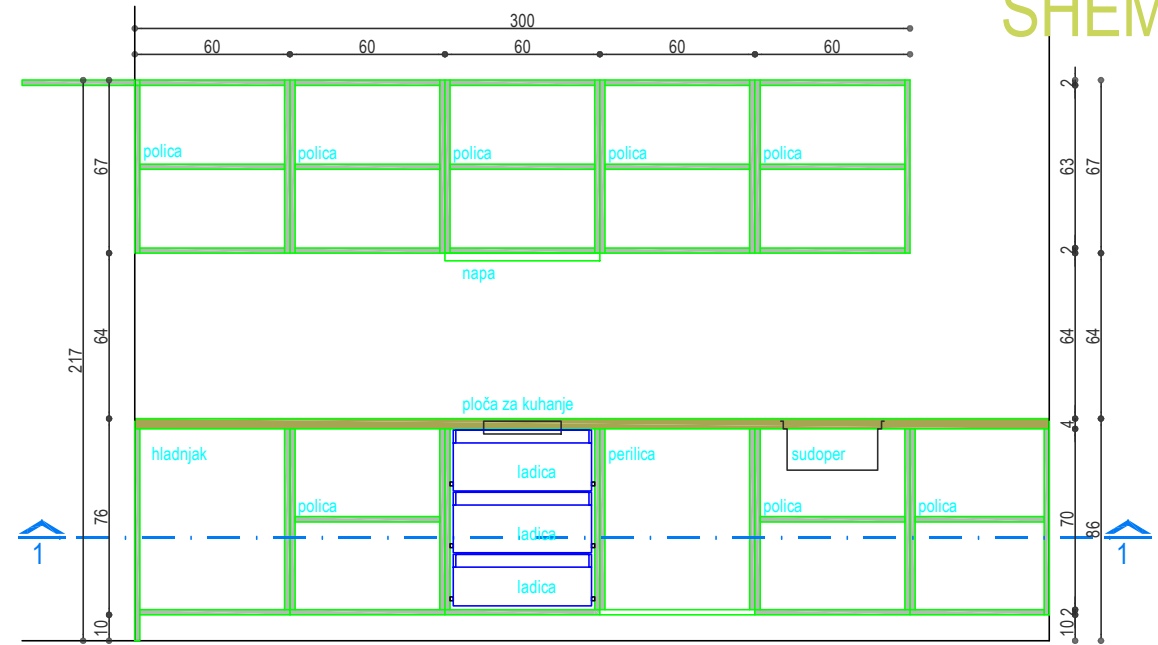 SHEM
300
60 60 60 60 60
2
polica polica polica polica polica
67 63 67
2
napa
64 64 64
217
ploča za kuhanje
4
hladnjak perilica sudoper
ladica
polica polica polica
76 70 86
ladica
1 1
ladica
2
10 10